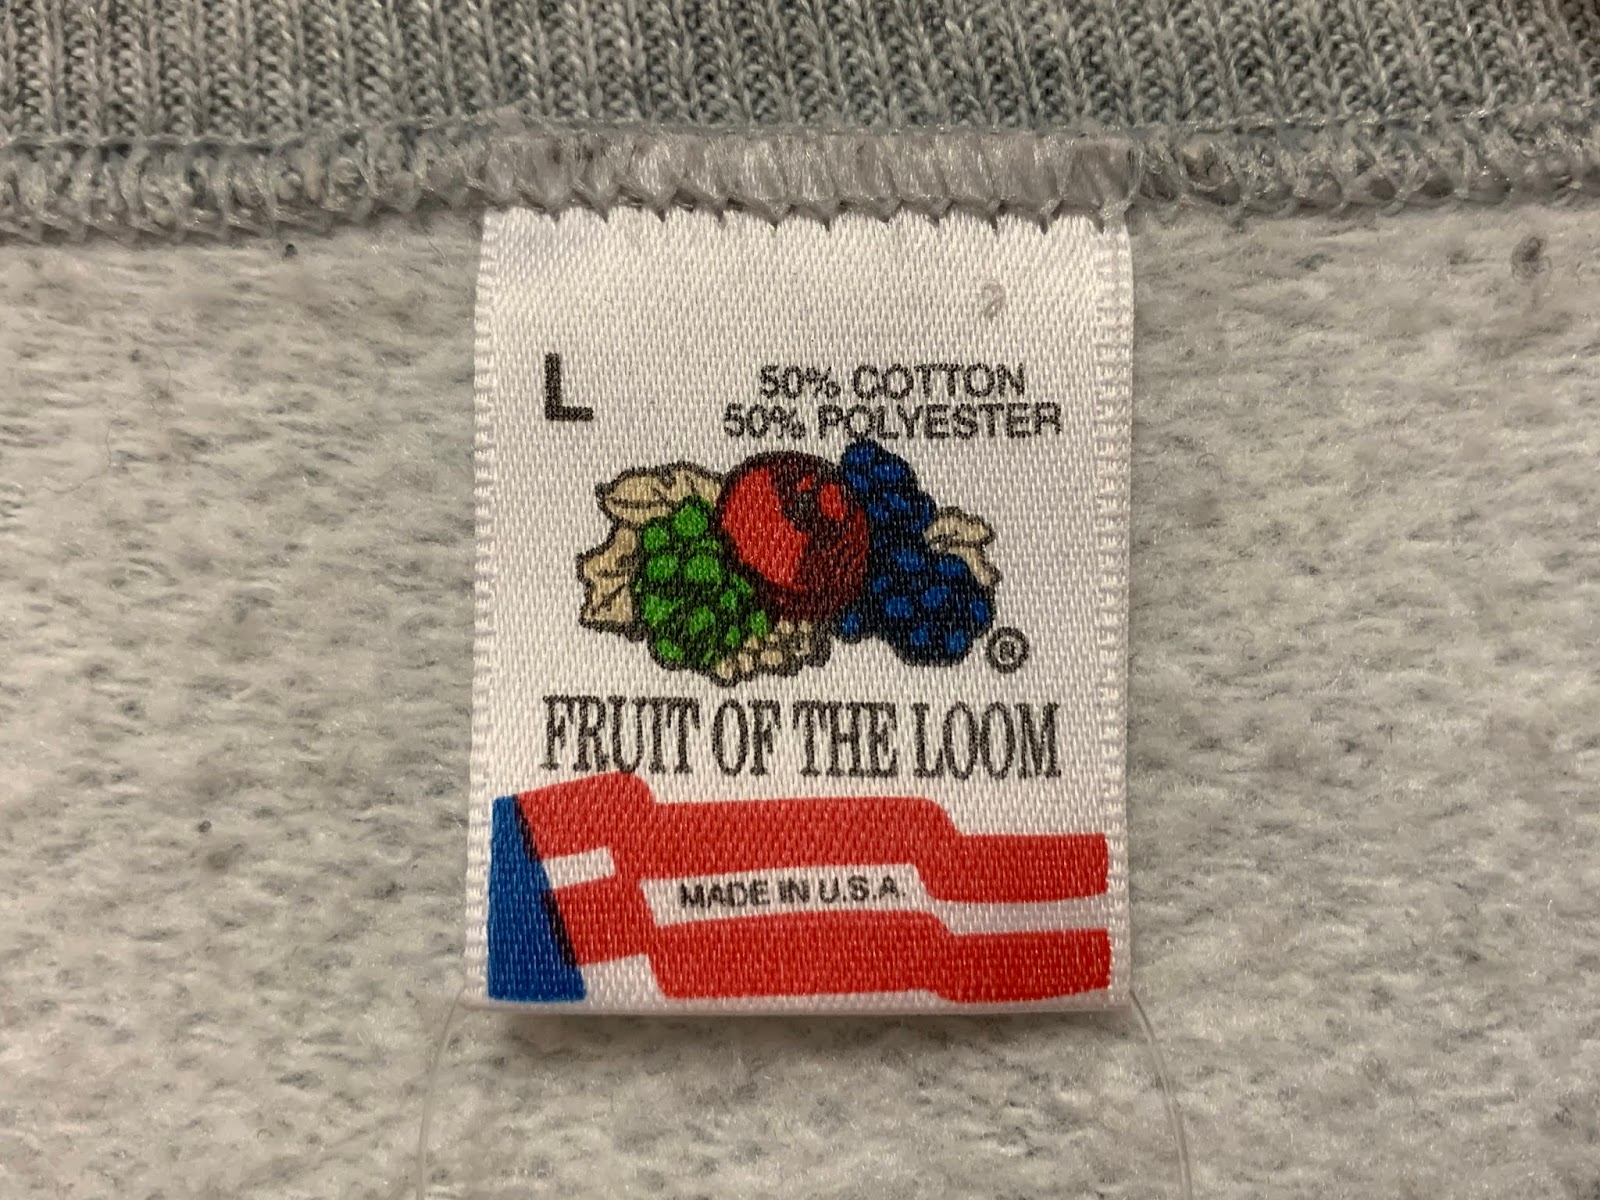 L
50% COTTON
50% POLYESTER
®
FRUIT OF THE LOOM
MADE IN U.S.A.